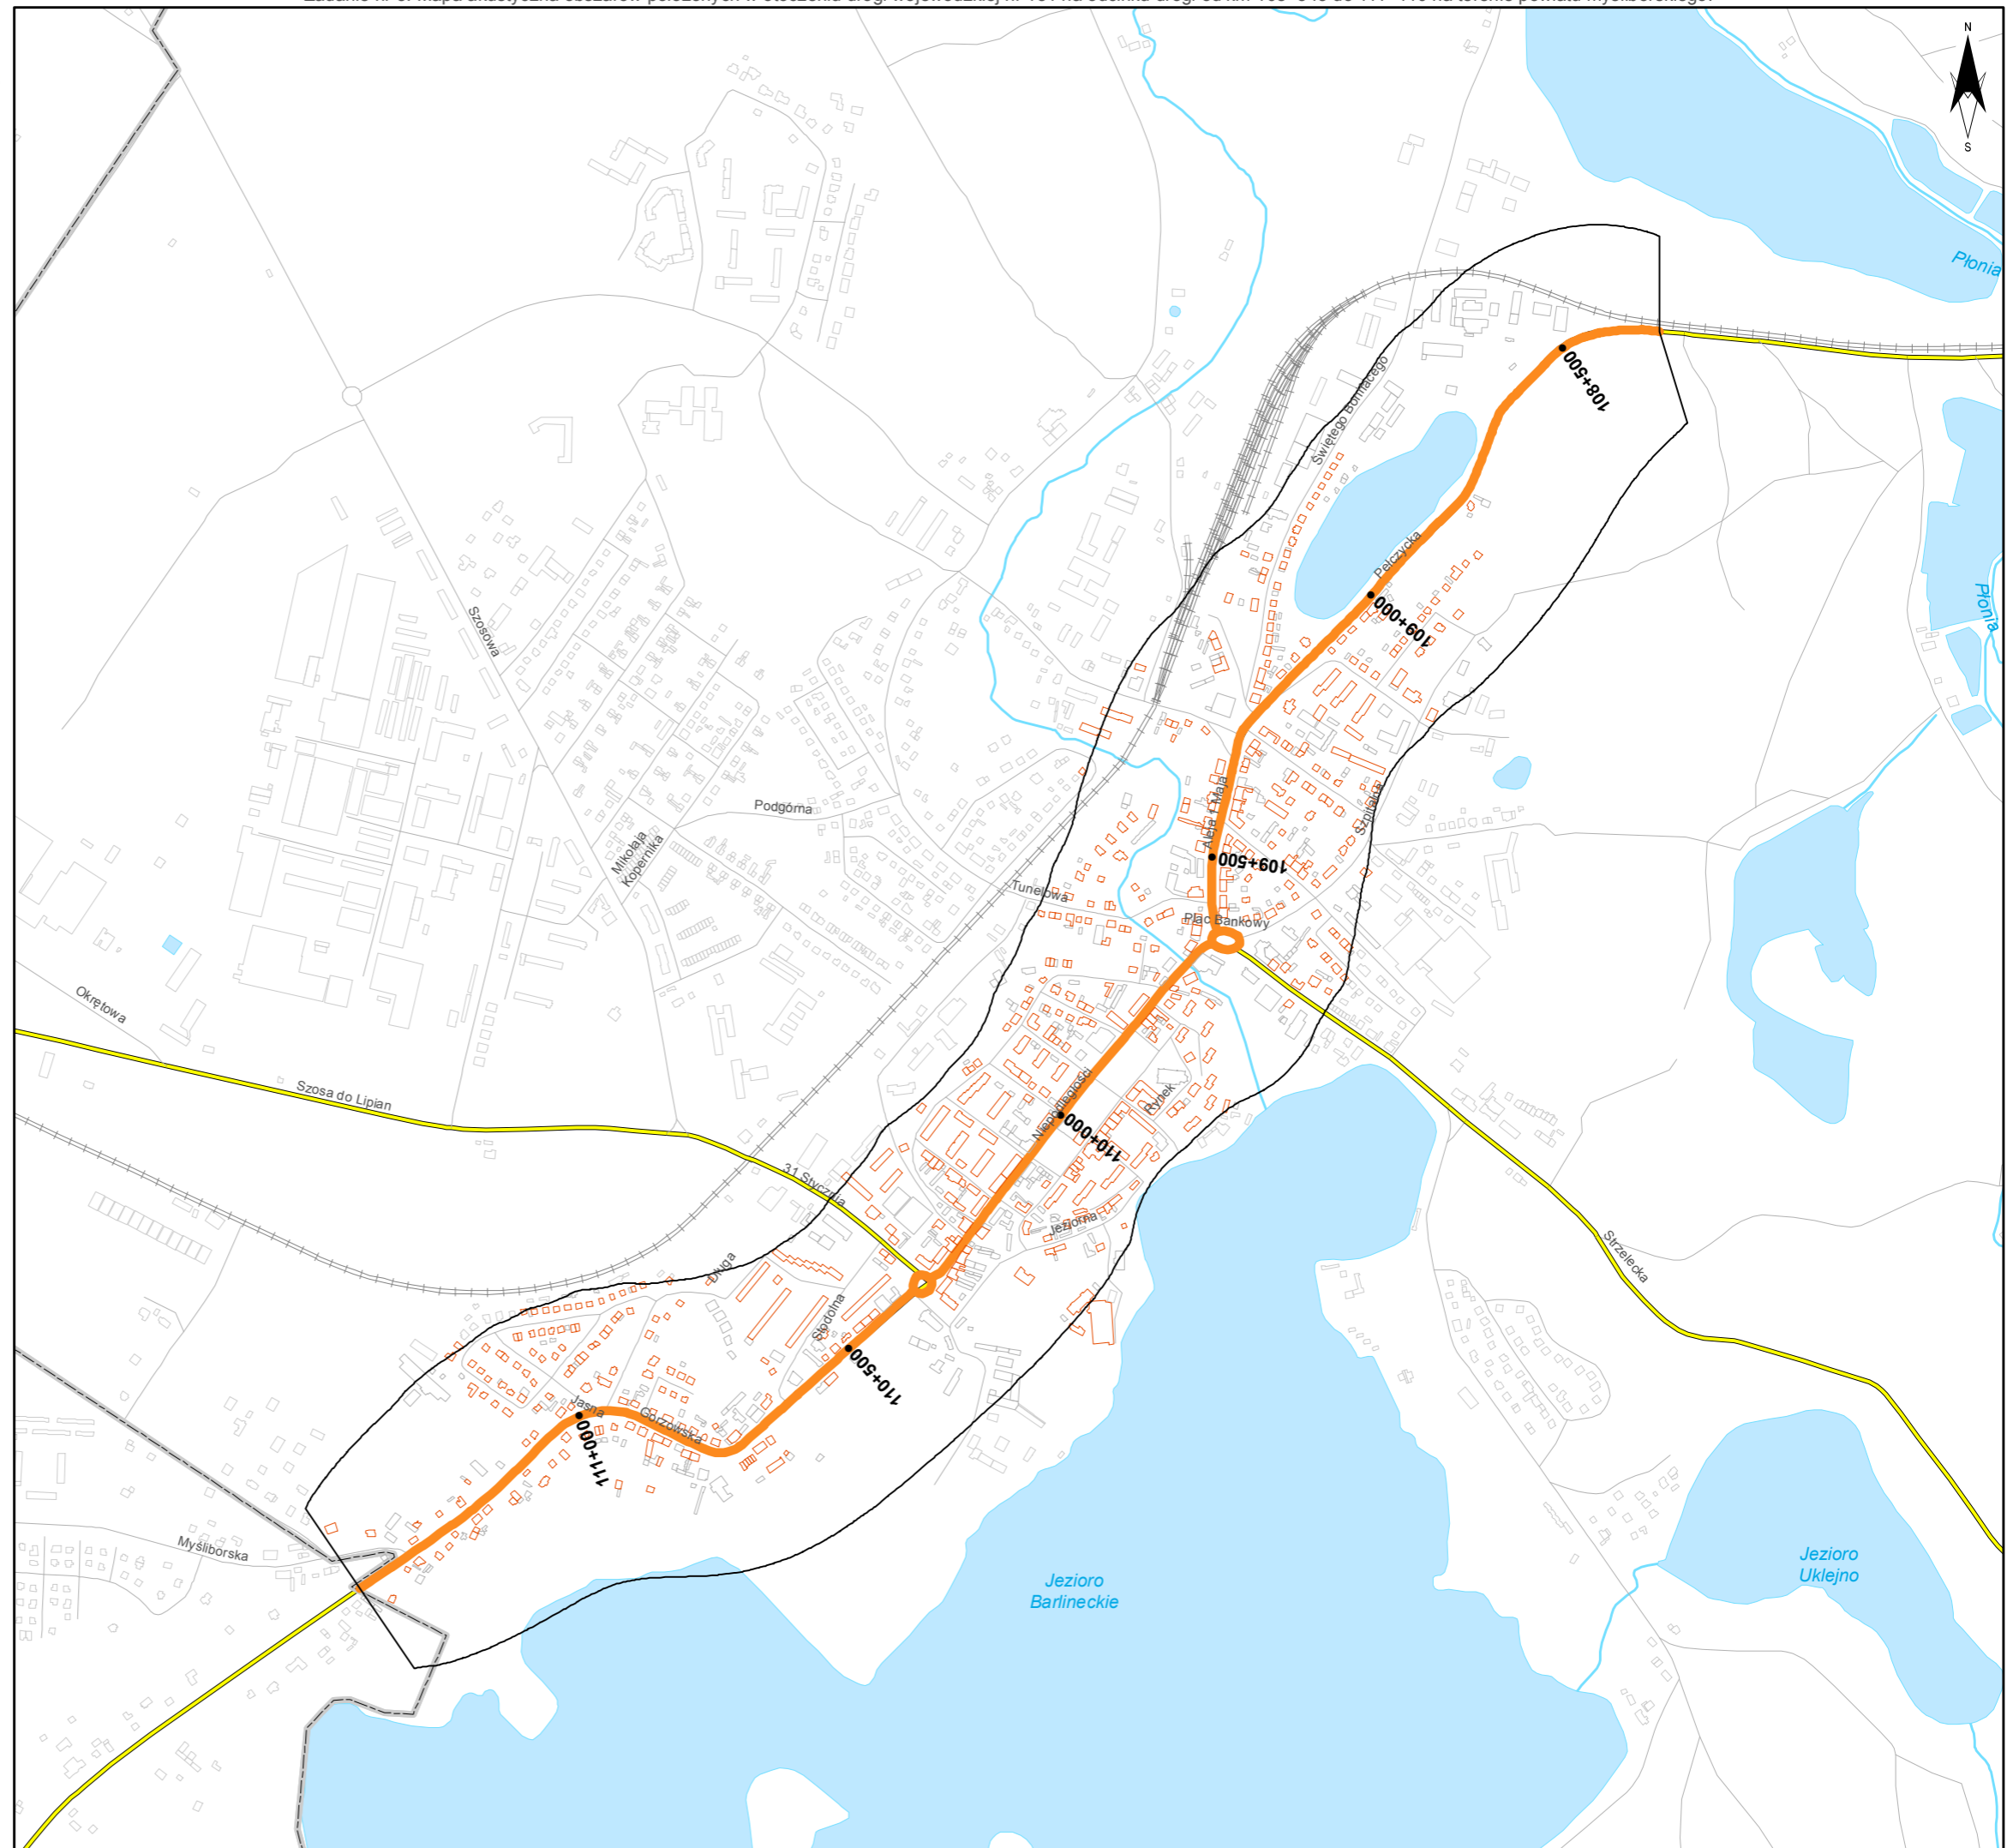 N
S
Płonia
108+500
Świętego Bonifacego
Pełczycka
109+000
Płonia
Szosowa
Aleja 1 Maja
Szpitalna
Podgórna
Mikołaja
Kopernika
109+500
Tunelowa
Plac Bankowy
Okrętowa
Szosa do Lipian
Niepodległości
Rynek
110+000
31 Stycznia
Jeziorna
Strzelecka
Długa
Stodolna
110+500
Jasna
Gorzowska
111+000
Myśliborska
Jezioro
Barlineckie
Jezioro
Uklejno